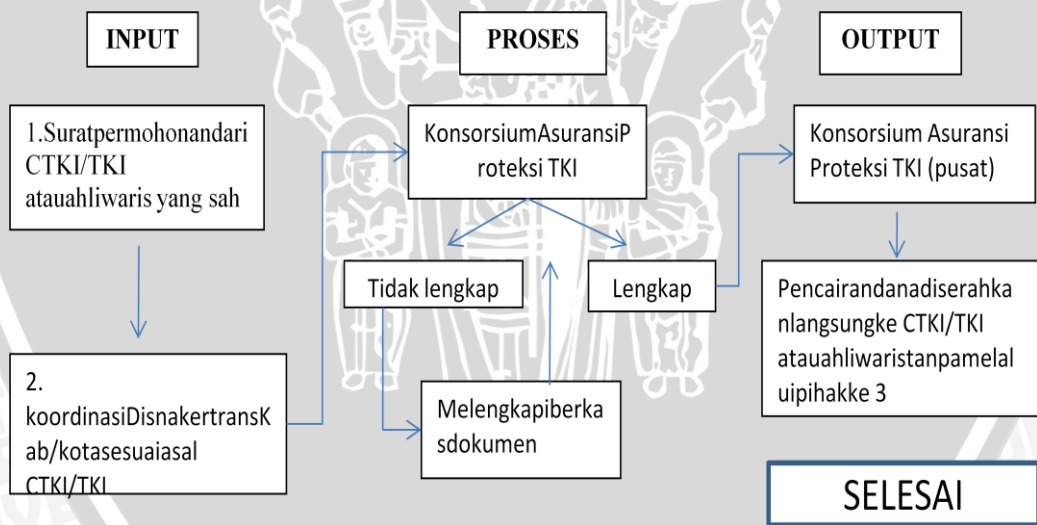 INPUT
1.Suratpermohonandari
CTKI/TKI
atauahliwaris yang sah
2.
koordinasiDisnakertransK
ab/kotasesuaiasal
CTKI/TKI
PROSES
KonsorsiumAsuransiP
roteksi TKI
Tidak lengkap
Lengkap
Melengkapiberka
sdokumen
OUTPUT
Konsorsium Asuransi
Proteksi TKI (pusat)
Pencairandanadiserahka
nlangsungke CTKI/TKI
atauahliwaristanpamelal
uipihakke 3
SELESAI